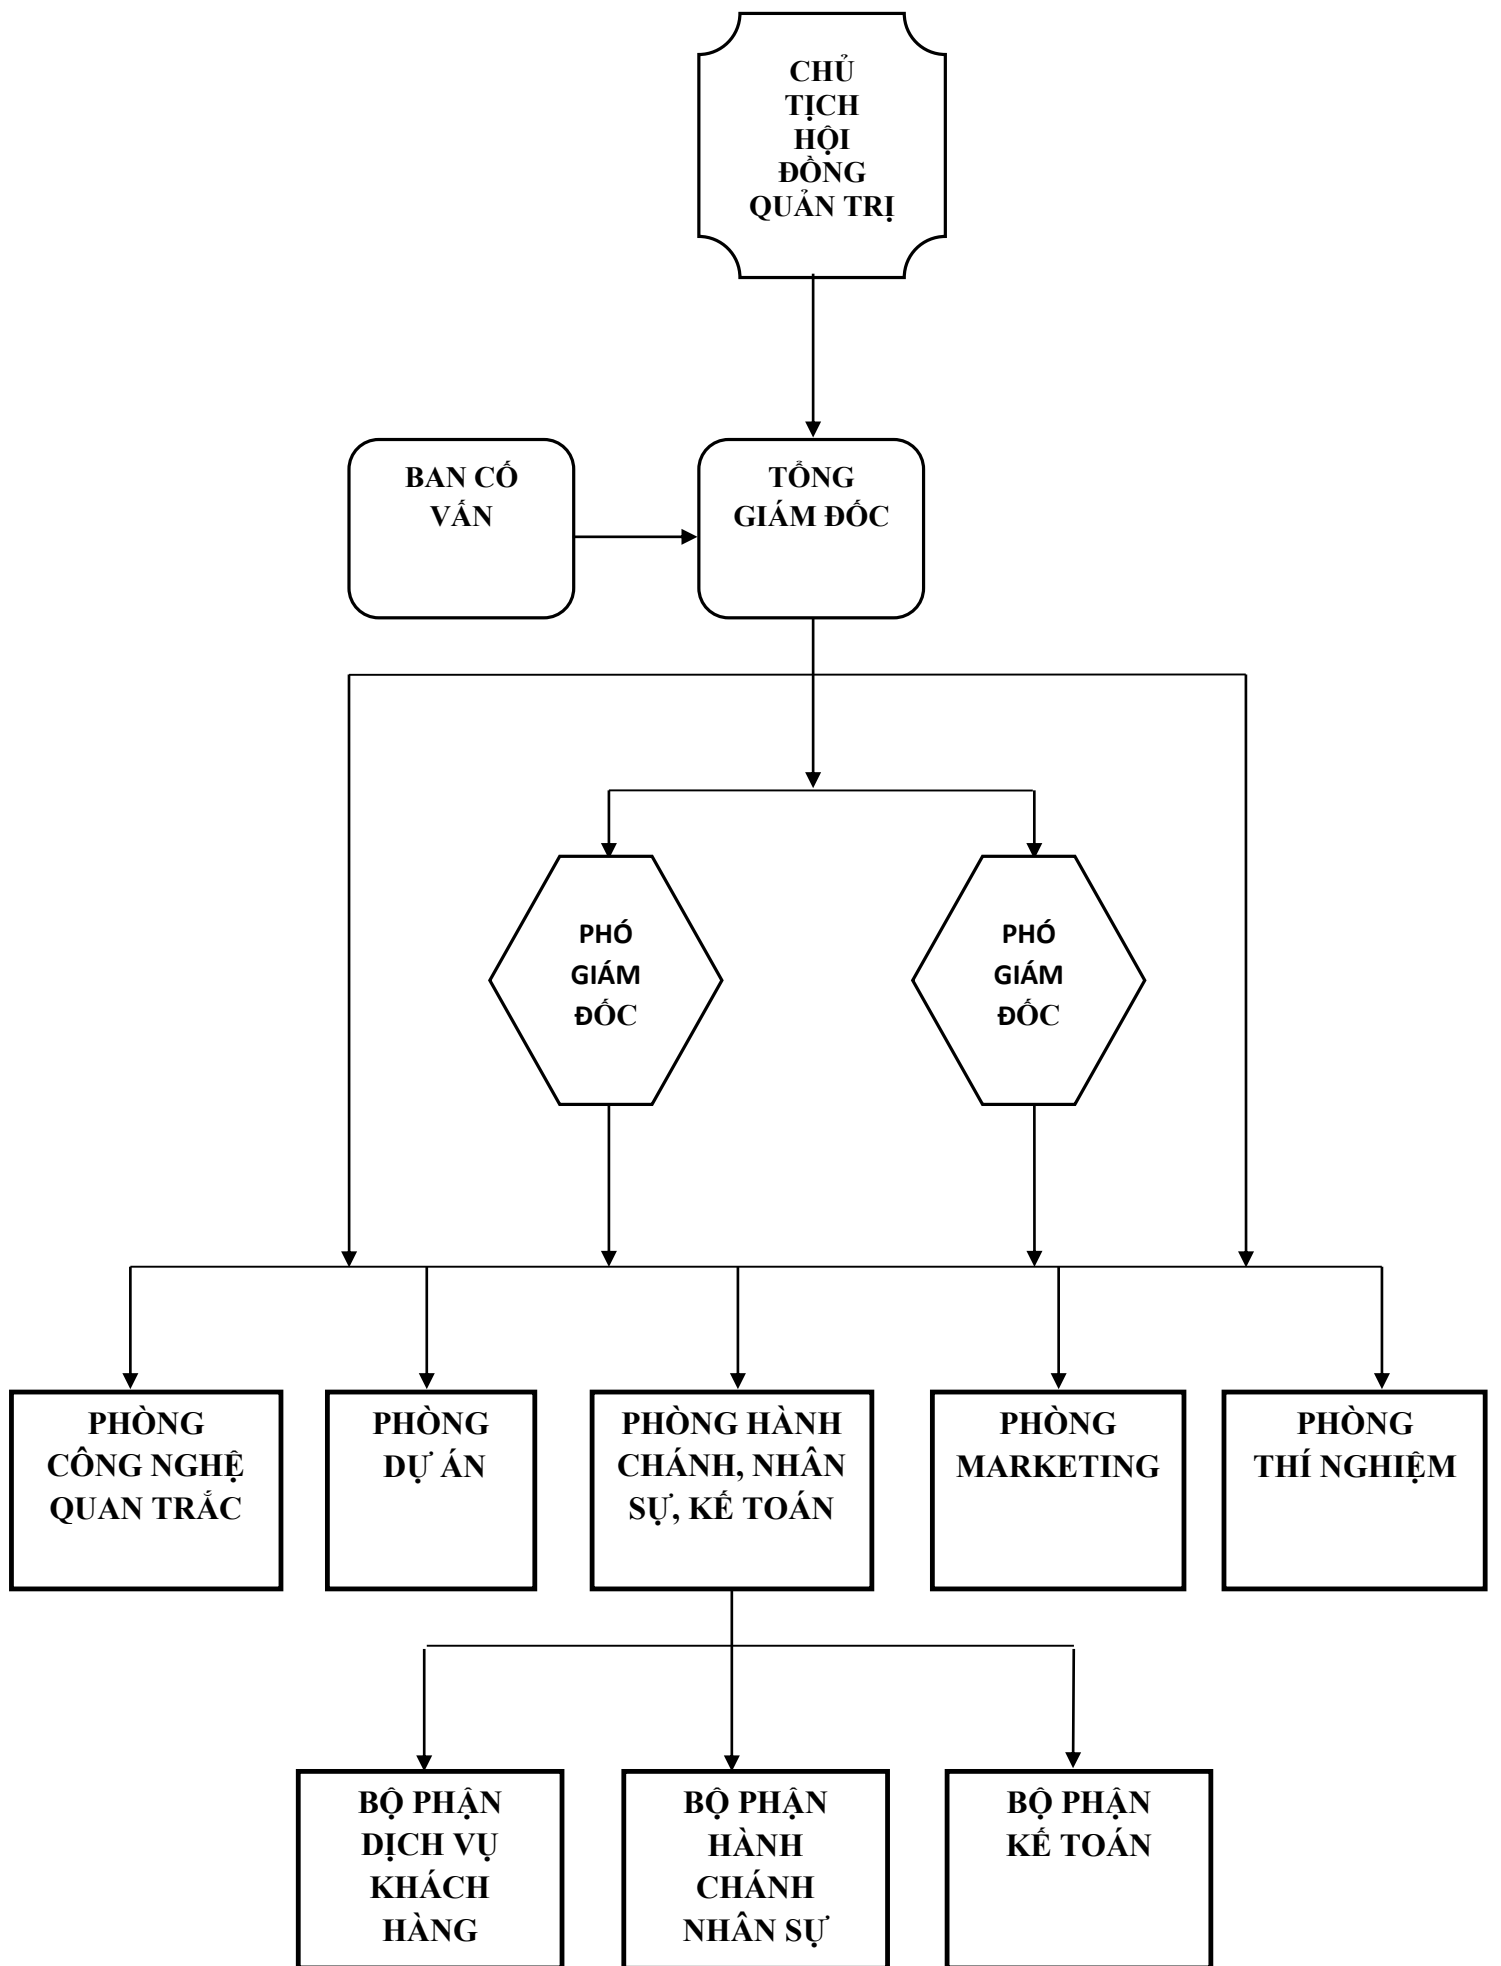 CHỦ
TỊCH
HỘI
ĐỒNG
QUẢN TRỊ
BAN CỐ
VẤN
TỔNG
GIÁM ĐỐC
PHÓ
GIÁM
ĐỐC
PHÓ
GIÁM
ĐỐC
PHÒNG
CÔNG NGHỆ
QUAN TRẮC
PHÒNG
DỰ ÁN
PHÒNG HÀNH
CHÁNH, NHÂN
SỰ, KẾ TOÁN
PHÒNG
MARKETING
PHÒNG
THÍ NGHIỆM
BỘ PHẬN
DỊCH VỤ
KHÁCH
HÀNG
BỘ PHẬN
HÀNH
CHÁNH
NHÂN SỰ
BỘ PHẬN
KẾ TOÁN